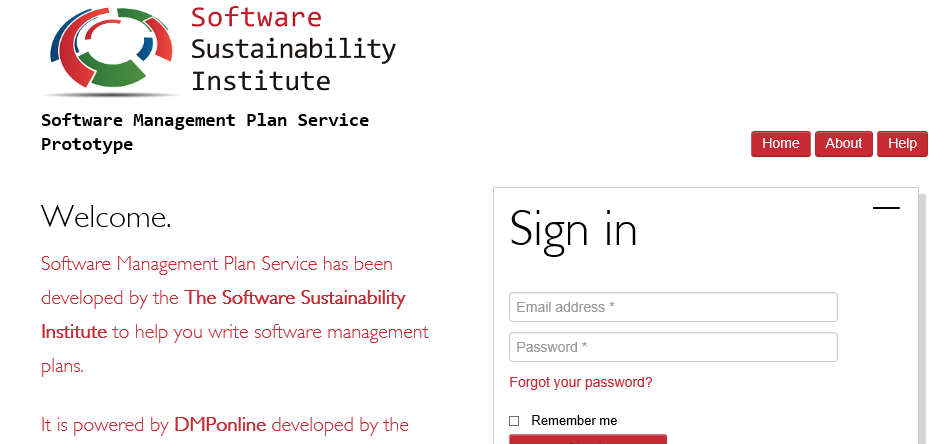 Software
Sustainability
Institute
Software Management Plan Service
Prototype
Home About Help
Welcome.
Software Management Plan Service has been
developed by the The Software Sustainability
Institute to help you write software management
plans.
It is powered by DMPonline developed by the
Sign in
Email address *
Password *
Forgot your password?
Remember me